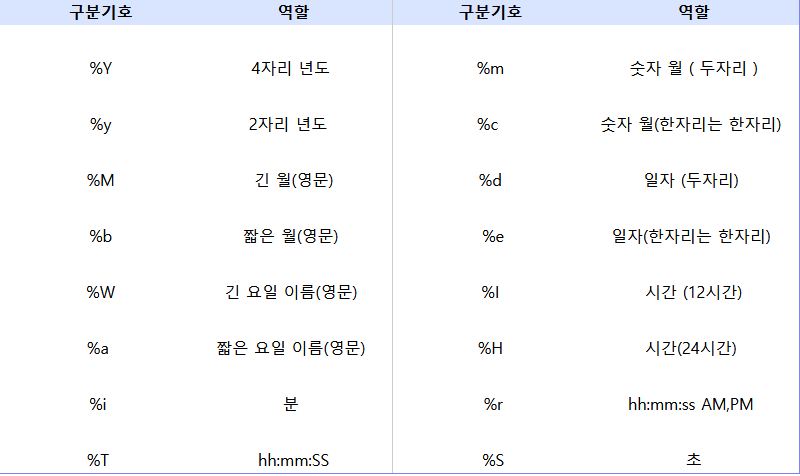 구분기호 역할 구분기호 역할
%Y 4자리 년도 %m 숫자 월 ( 두자리 )
%y 2자리 년도 %c 숫자 월(한자리는 한자리)
%M 긴 월(영문) %d 일자 (두자리)
%b 짧은 월(영문) %e 일자(한자리는 한자리)
%W 긴 요일 이름(영문) %I 시간 (12시간)
%a 짧은 요일 이름(영문) %H 시간(24시간)
%i 분 %r hh:mm:ss AM,PM
%T hh:mm:SS %S 초